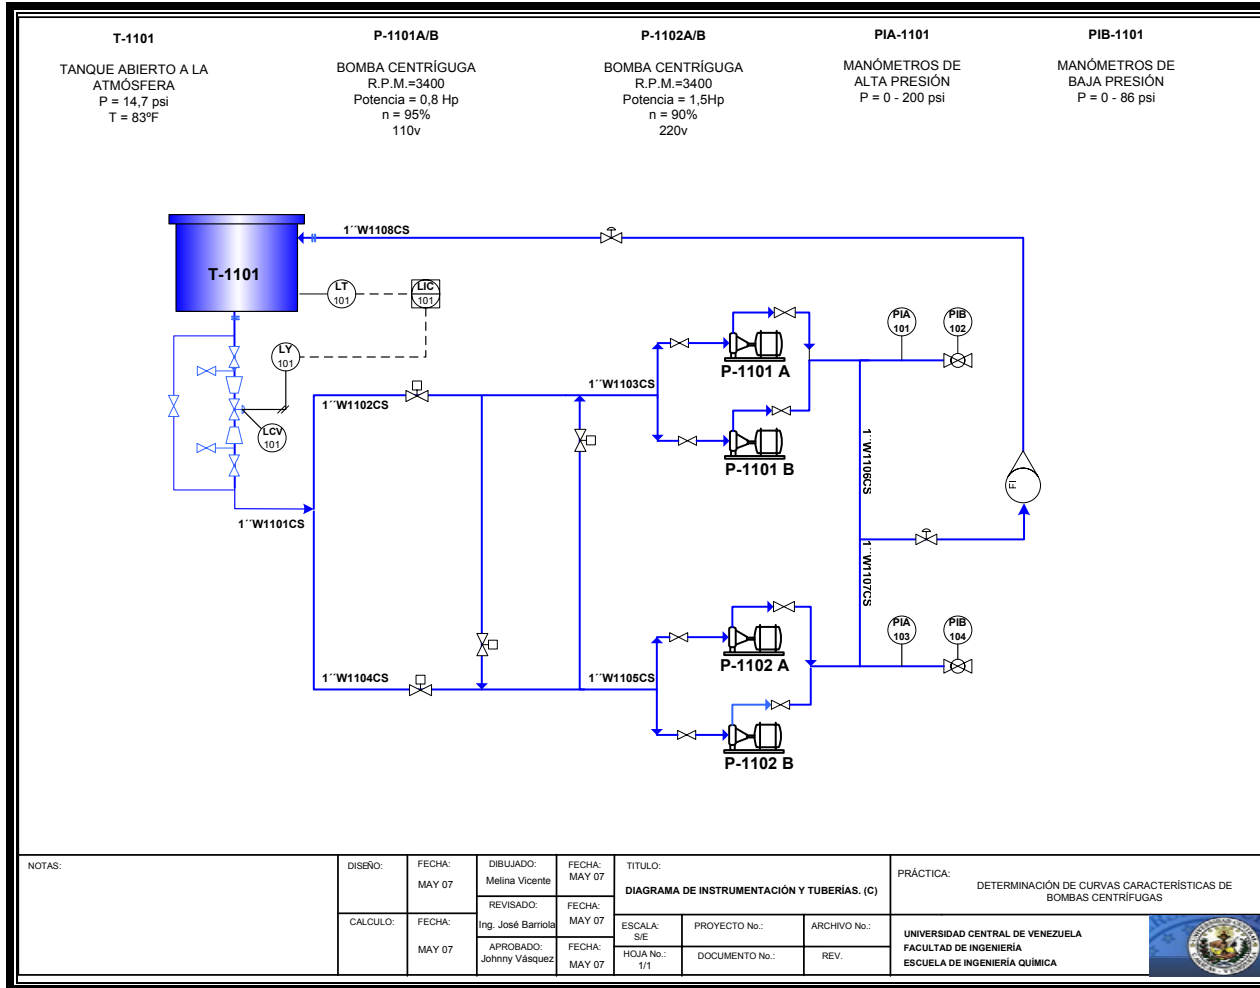 T-1101
TANQUE ABIERTO A LA
ATMÓSFERA
P = 14,7 psi
T = 83ºF
P-1101A/B
BOMBA CENTRÍGUGA
R.P.M.=3400
Potencia = 0,8 Hp
n = 95%
110v
P-1102A/B
BOMBA CENTRÍGUGA
R.P.M.=3400
Potencia = 1,5Hp
n = 90%
220v
PIA-1101
MANÓMETROS DE
ALTA PRESIÓN
P = 0 - 200 psi
PIB-1101
MANÓMETROS DE
BAJA PRESIÓN
P = 0 - 86 psi
1´´W1108CS
T-1101
LT
101
LIC
101
LY
101
LCV
101
1´´W1101CS
1´´W1102CS
1´´W1103CS
1´´W1104CS
1´´W1105CS
P-1101 A
P-1101 B
P-1102 A
P-1102 B
PIA
101
PIB
102
1´´W1106CS
1´´W1107CS
FI
PIA
103
PIB
104
NOTAS:
DISEÑO:
FECHA:
MAY 07
DIBUJADO:
Melina Vicente
FECHA:
MAY 07
REVISADO:
Ing. José Barriola
FECHA:
MAY 07
CALCULO:
FECHA:
MAY 07
APROBADO:
Johnny Vásquez
FECHA:
MAY 07
TITULO:
DIAGRAMA DE INSTRUMENTACIÓN Y TUBERÍAS. (C)
ESCALA:
S/E
PROYECTO No.:
ARCHIVO No.:
HOJA No.:
1/1
DOCUMENTO No.:
REV.
PRÁCTICA:
DETERMINACIÓN DE CURVAS CARACTERÍSTICAS DE
BOMBAS CENTRÍFUGAS
UNIVERSIDAD CENTRAL DE VENEZUELA
FACULTAD DE INGENIERÍA
ESCUELA DE INGENIERÍA QUÍMICA